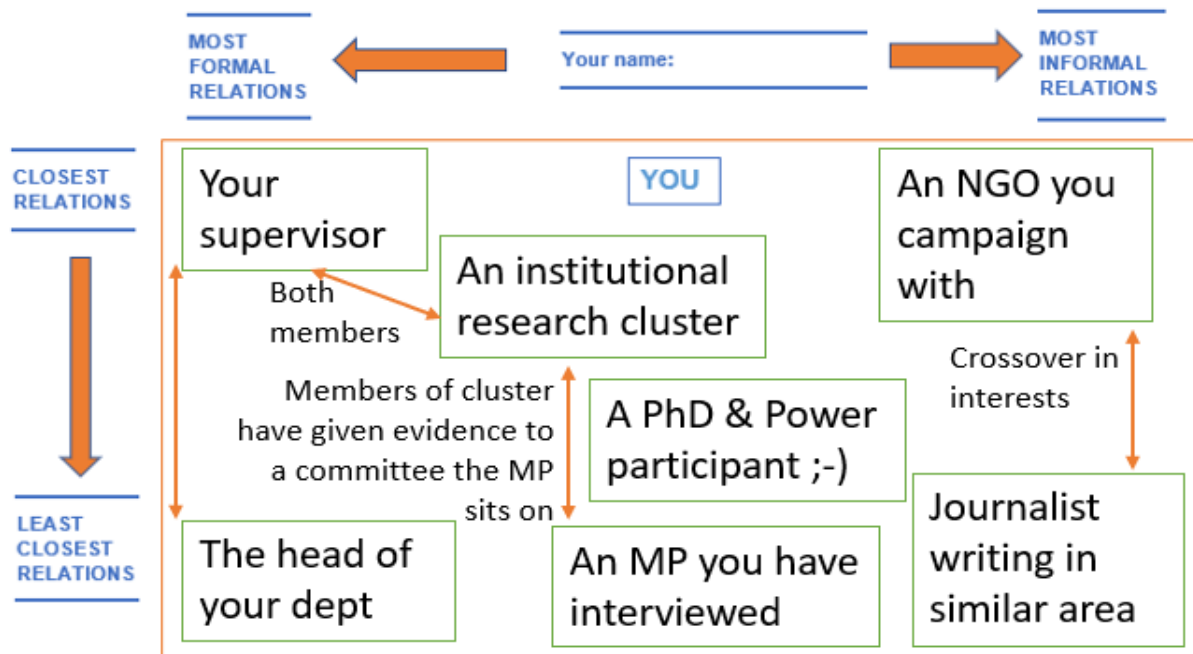 MOST
FORMAL
RELATIONS
Your name:
MOST
INFORMAL
RELATIONS
CLOSEST
RELATIONS
Your
supervisor
YOU
An NGO you
campaign
with
An institutional
research cluster
Both
members
Crossover in
interests
Members of cluster
have given evidence to
a committee the MP
sits on
A PhD & Power
participant ;-)
LEAST
CLOSEST
RELATIONS
The head of
your dept
An MP you have
interviewed
Journalist
writing in
similar area